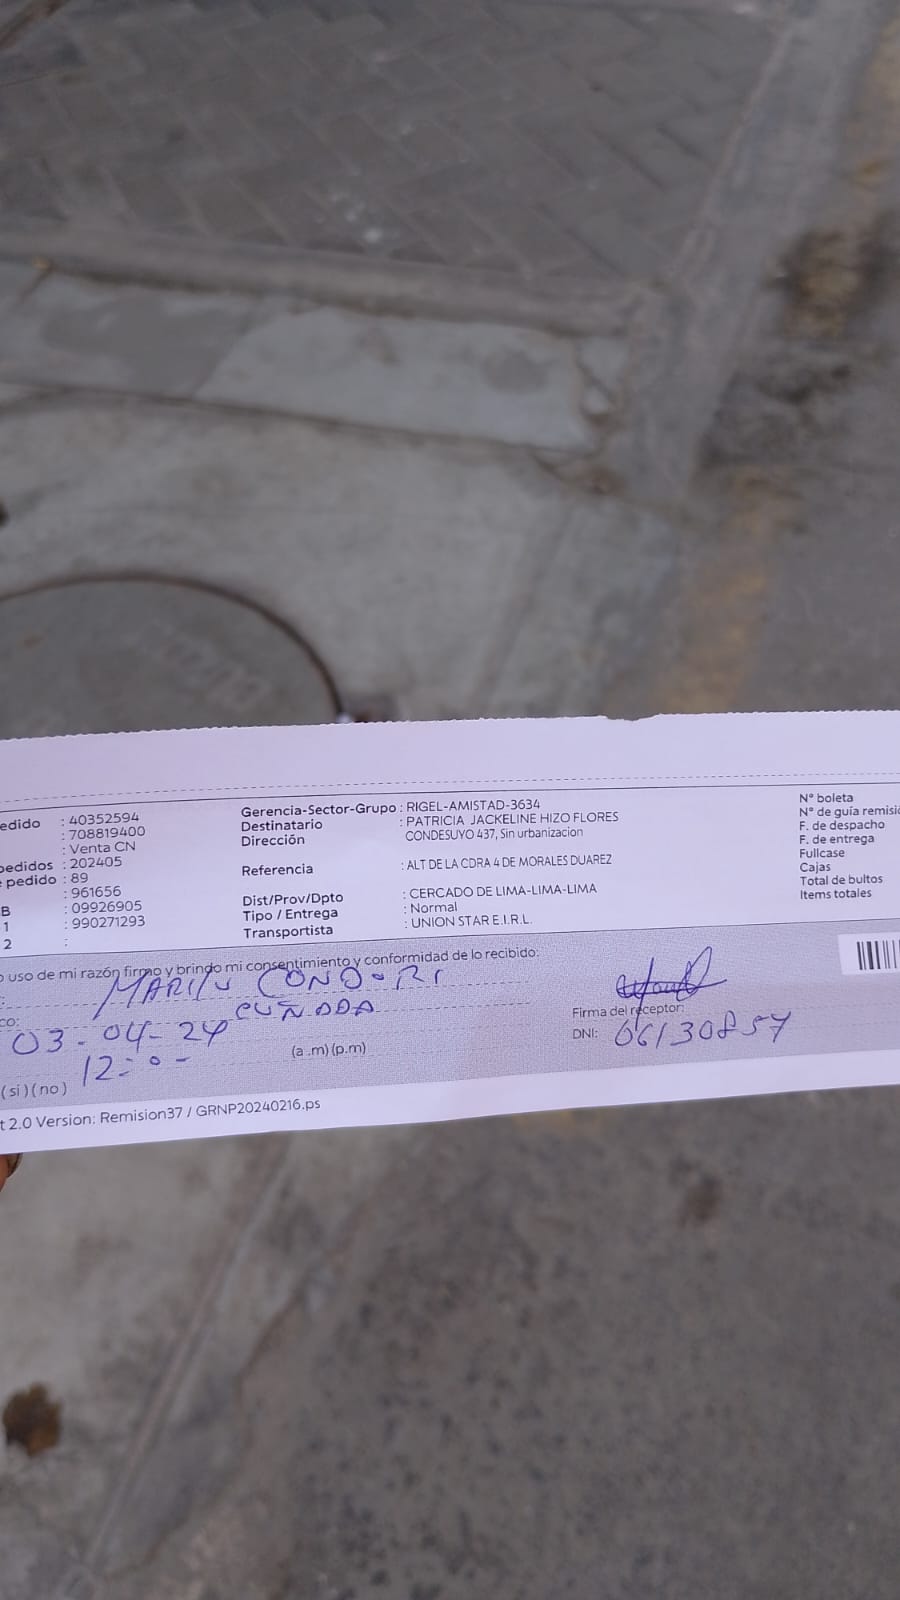 edido : 40352594
: 708819400
: Venta CN
pedidos : 202405
e pedido : 89
: 961656
B : 09926905
1 : 990271293
2 :
Gerencia-Sector-Grupo : RIGEL-AMISTAD-3634
Destinatario : PATRICIA JACKELINE HIZO FLORES
Dirección CONDESUYO 437, Sin urbanizacion
Referencia : ALT DE LA CDRA 4 DE MORALES DUAREZ
Dist/Prov/Dpto : CERCADO DE LIMA-LIMA-LIMA
Tipo / Entrega : Normal
Transportista : UNION STAR E.I.R.L.
N° boleta
N° de guía remisió
F. de despacho
F. de entrega
Fullcase
Cajas
Total de bultos
Items totales
o uso de mi razón firmo y brindo mi consentimiento y conformidad de lo recibido:
: CONDORI
co: CUÑADA
03-04-24
12:
(a .m) (p.m)
( si ) ( no )
Firma del receptor:
DNI: 06130857
t 2.0 Version: Remision37 / GRNP20240216.ps